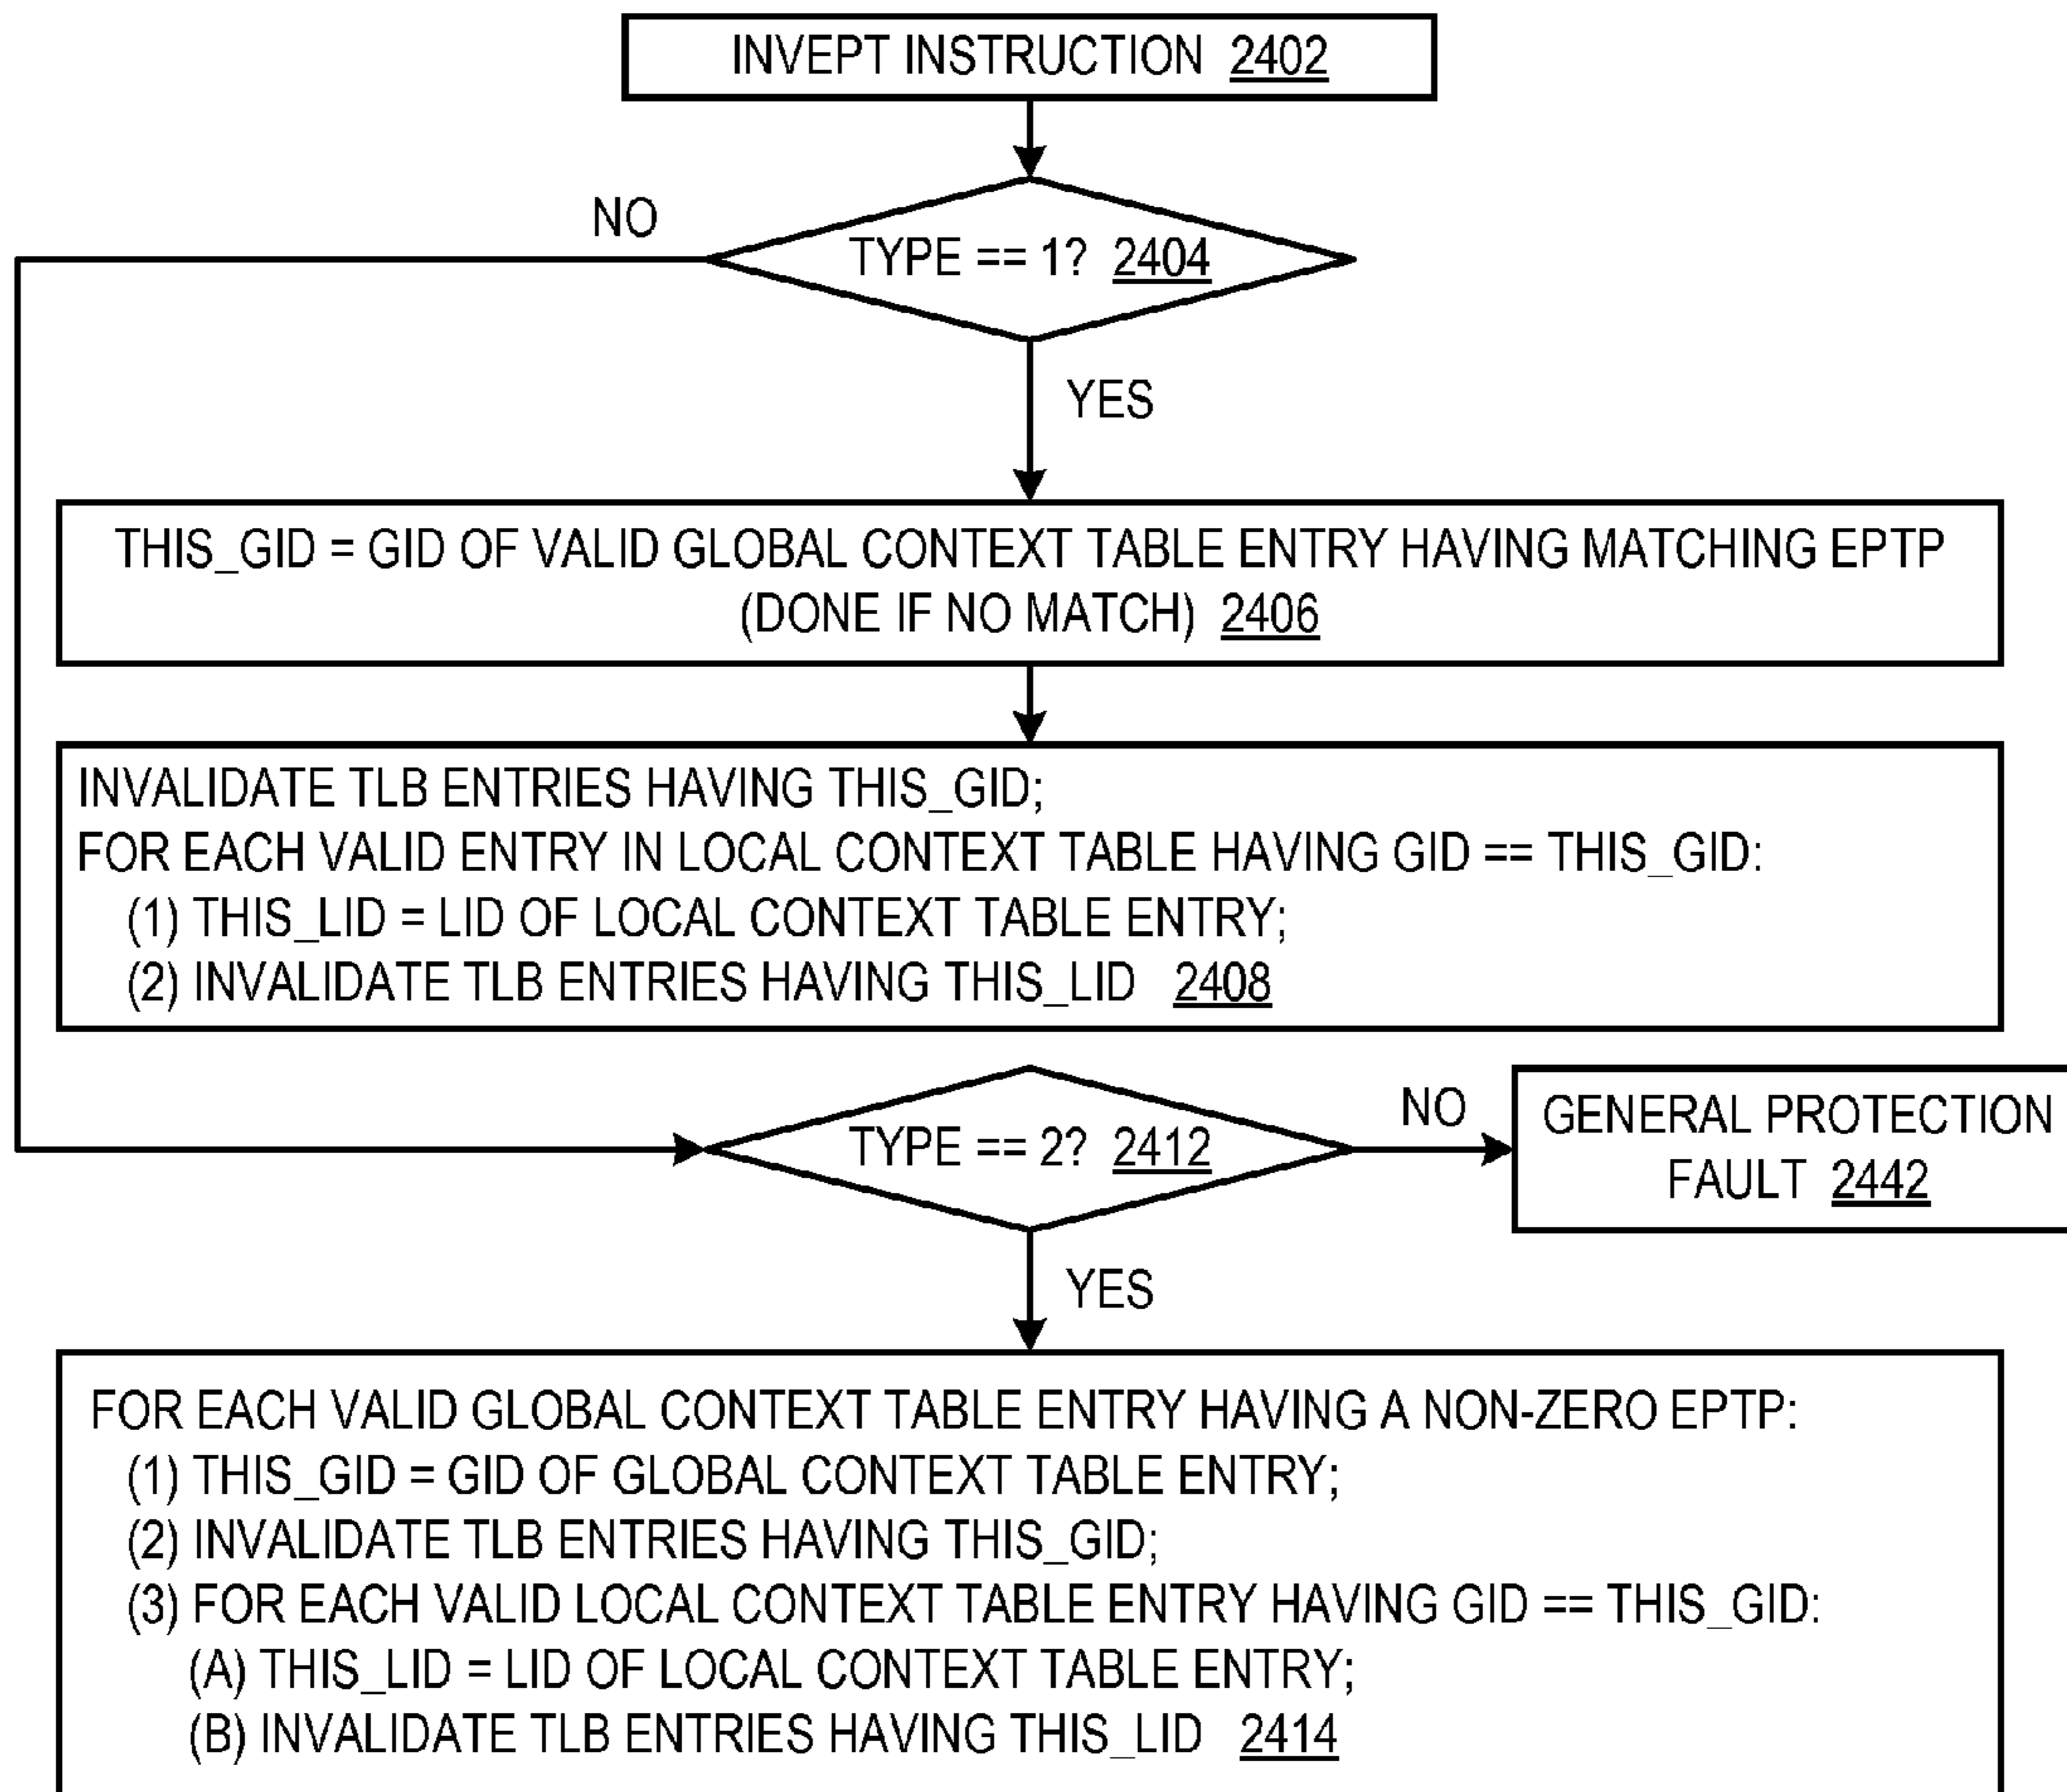 INVEPT INSTRUCTION 2402
NO
TYPE == 1? 2404
YES
THIS_GID = GID OF VALID GLOBAL CONTEXT TABLE ENTRY HAVING MATCHING EPTP
(DONE IF NO MATCH) 2406
INVALIDATE TLB ENTRIES HAVING THIS_GID;
FOR EACH VALID ENTRY IN LOCAL CONTEXT TABLE HAVING GID == THIS_GID:
(1) THIS_LID = LID OF LOCAL CONTEXT TABLE ENTRY;
(2) INVALIDATE TLB ENTRIES HAVING THIS_LID 2408
TYPE == 2? 2412
NO
GENERAL PROTECTION
FAULT 2442
YES
FOR EACH VALID GLOBAL CONTEXT TABLE ENTRY HAVING A NON-ZERO EPTP:
(1) THIS_GID = GID OF GLOBAL CONTEXT TABLE ENTRY;
(2) INVALIDATE TLB ENTRIES HAVING THIS_GID;
(3) FOR EACH VALID LOCAL CONTEXT TABLE ENTRY HAVING GID == THIS_GID:
(A) THIS_LID = LID OF LOCAL CONTEXT TABLE ENTRY;
(B) INVALIDATE TLB ENTRIES HAVING THIS_LID 2414